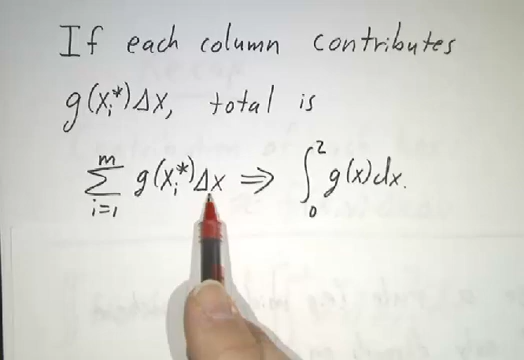 If each column contributes
g(xᵢ*)Δx, total is
∑ᵢ₌₁ᵐ g(xᵢ*)Δx ⇒ ∫₀² g(x)dx.